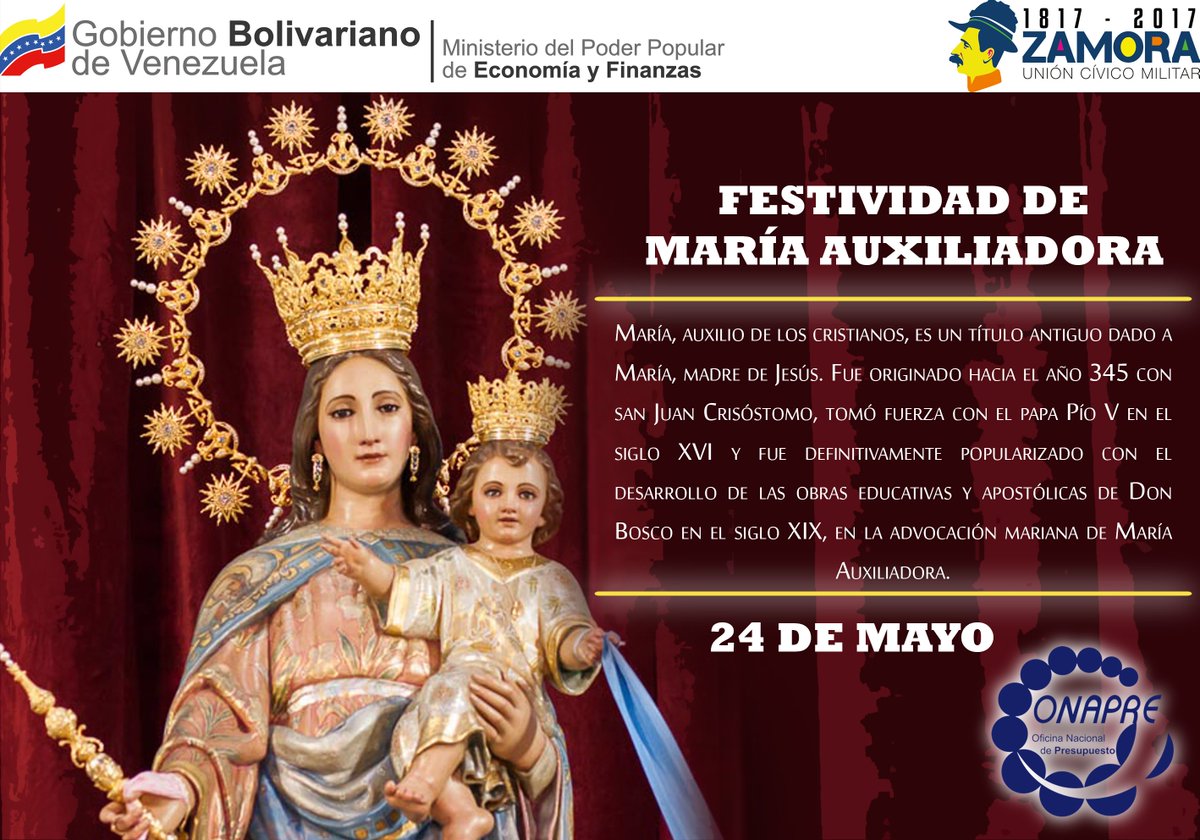 Gobierno Bolivariano
de Venezuela
Ministerio del Poder Popular
de Economía y Finanzas
1817 - 2017
ZAMORA
UNIÓN CÍVICO MILITAR
FESTIVIDAD DE
MARÍA AUXILIADORA
María, auxilio de los cristianos, es un título antiguo dado a
María, madre de Jesús. Fue originado hacia el año 345 con
san Juan Crisóstomo, tomó fuerza con el papa Pío V en el
siglo XVI y fue definitivamente popularizado con el
desarrollo de las obras educativas y apostólicas de Don
Bosco en el siglo XIX, en la advocación mariana de María
Auxiliadora.
24 DE MAYO
ONAPRE
Oficina Nacional
de Presupuesto